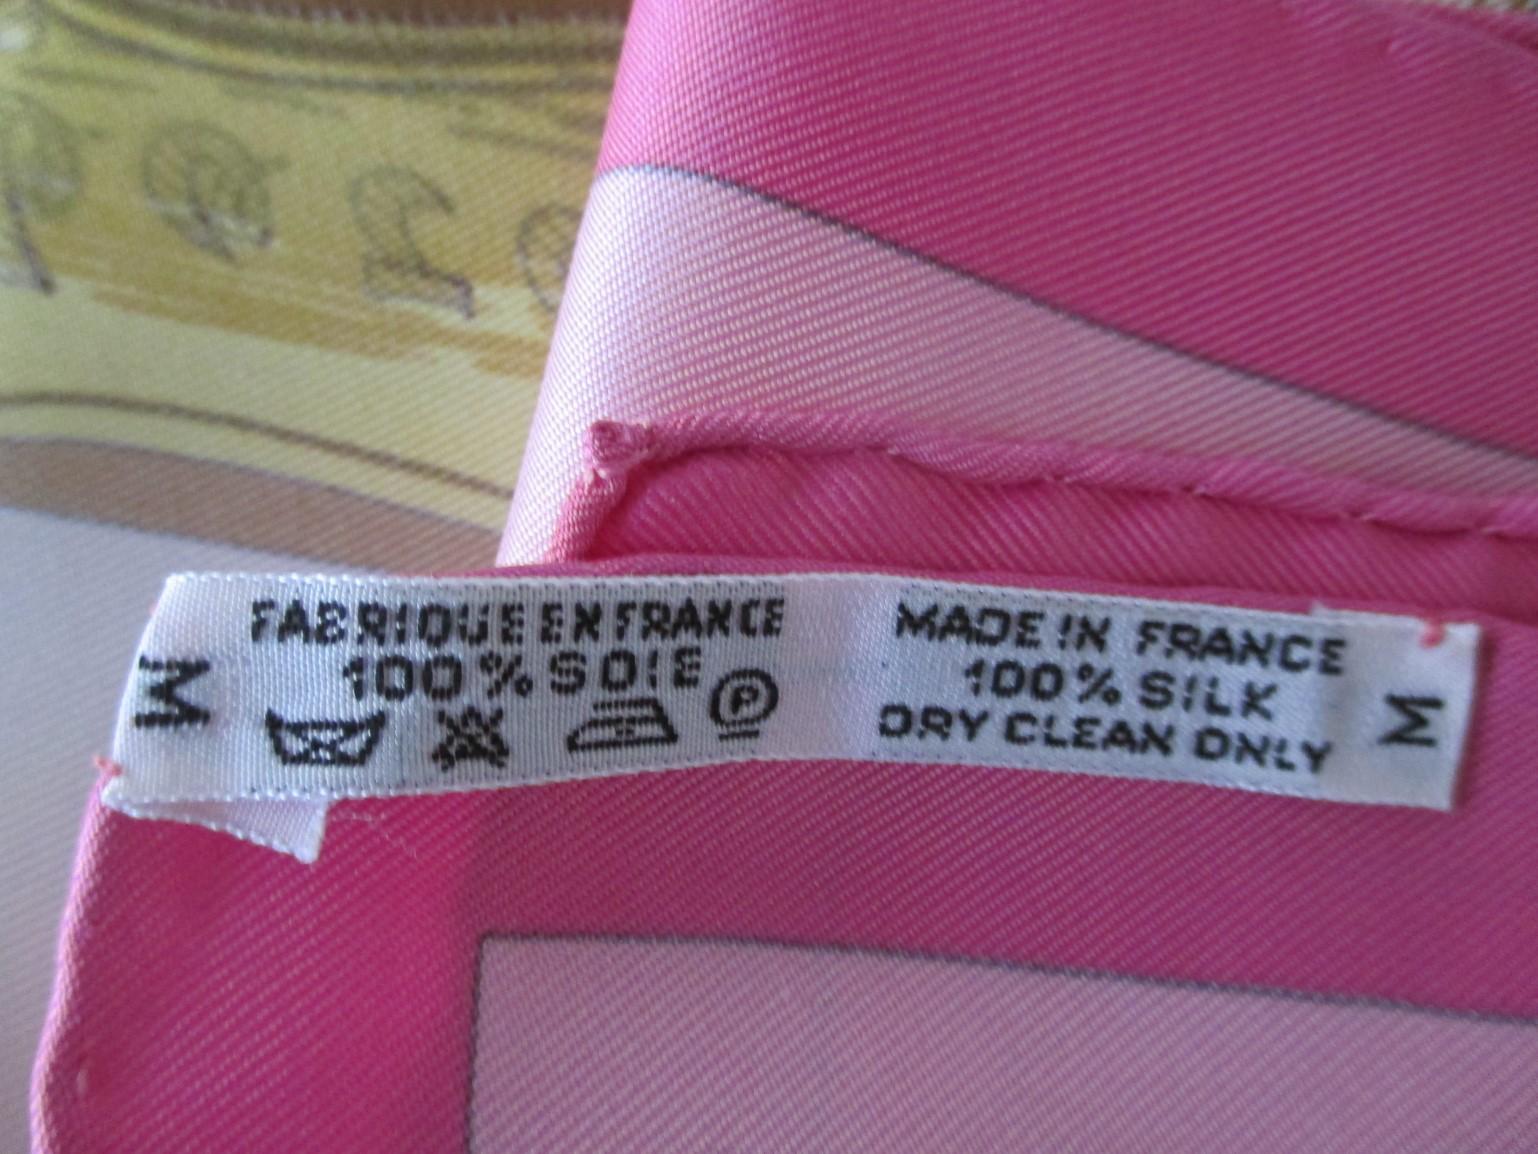 M
FABRIQUE EN FRANCE
100% SOIE
P
MADE IN FRANCE
100% SILK
DRY CLEAN ONLY
M